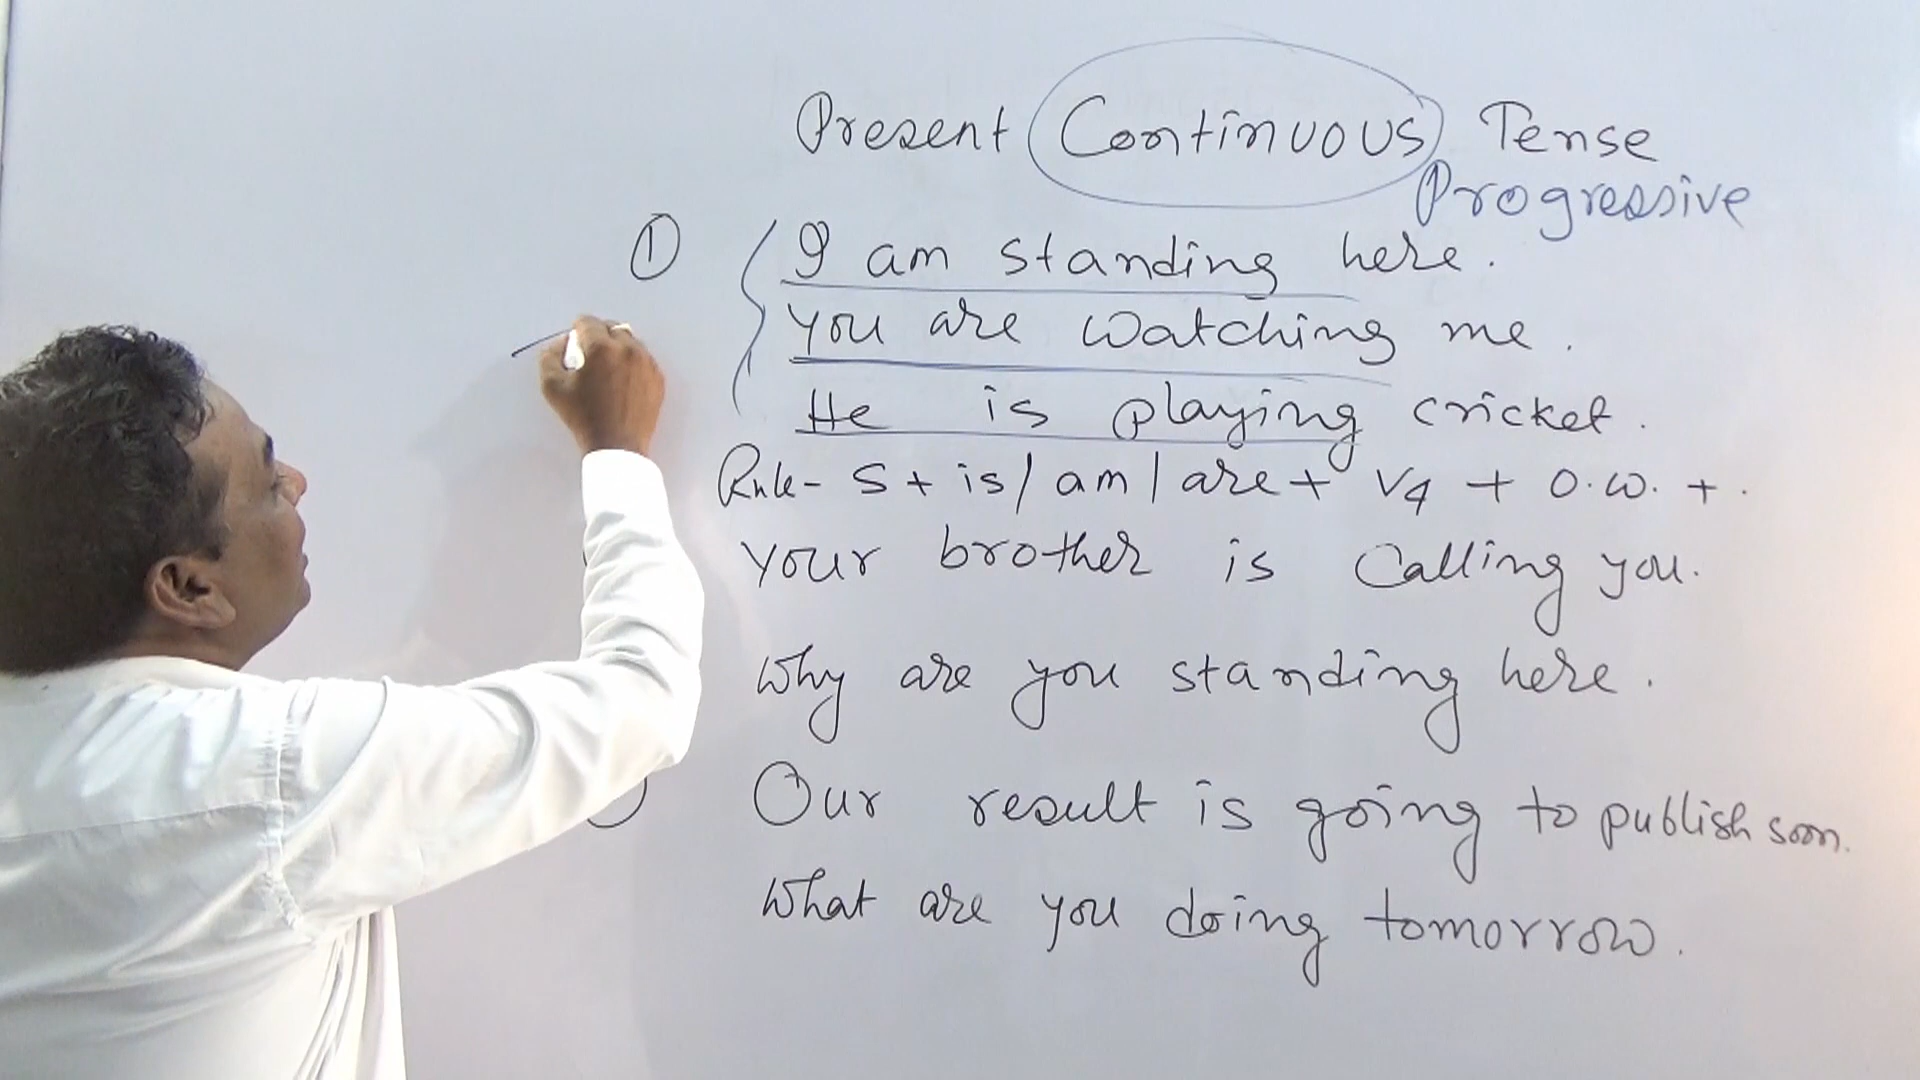 Present Continuous Tense
Progressive
① I am standing here.
You are watching me.
He is playing cricket.
Rule- S + is / am / are + V4 + O.W. + .
Your brother is calling you.
Why are you standing here.
Our result is going to publish soon.
What are you doing tomorrow.